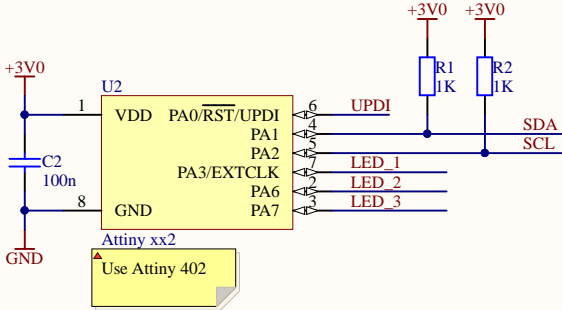 +3V0 +3V0
R1 R2
1K 1K
+3V0
U2
1 VDD PA0/RST/UPDI 6 UPDI
PA1 4 SDA
PA2 5 SCL
PA3/EXTCLK 7 LED_1
C2
100n
PA6 2 LED_2
8 GND PA7 3 LED_3
Attiny xx2
GND
Use Attiny 402